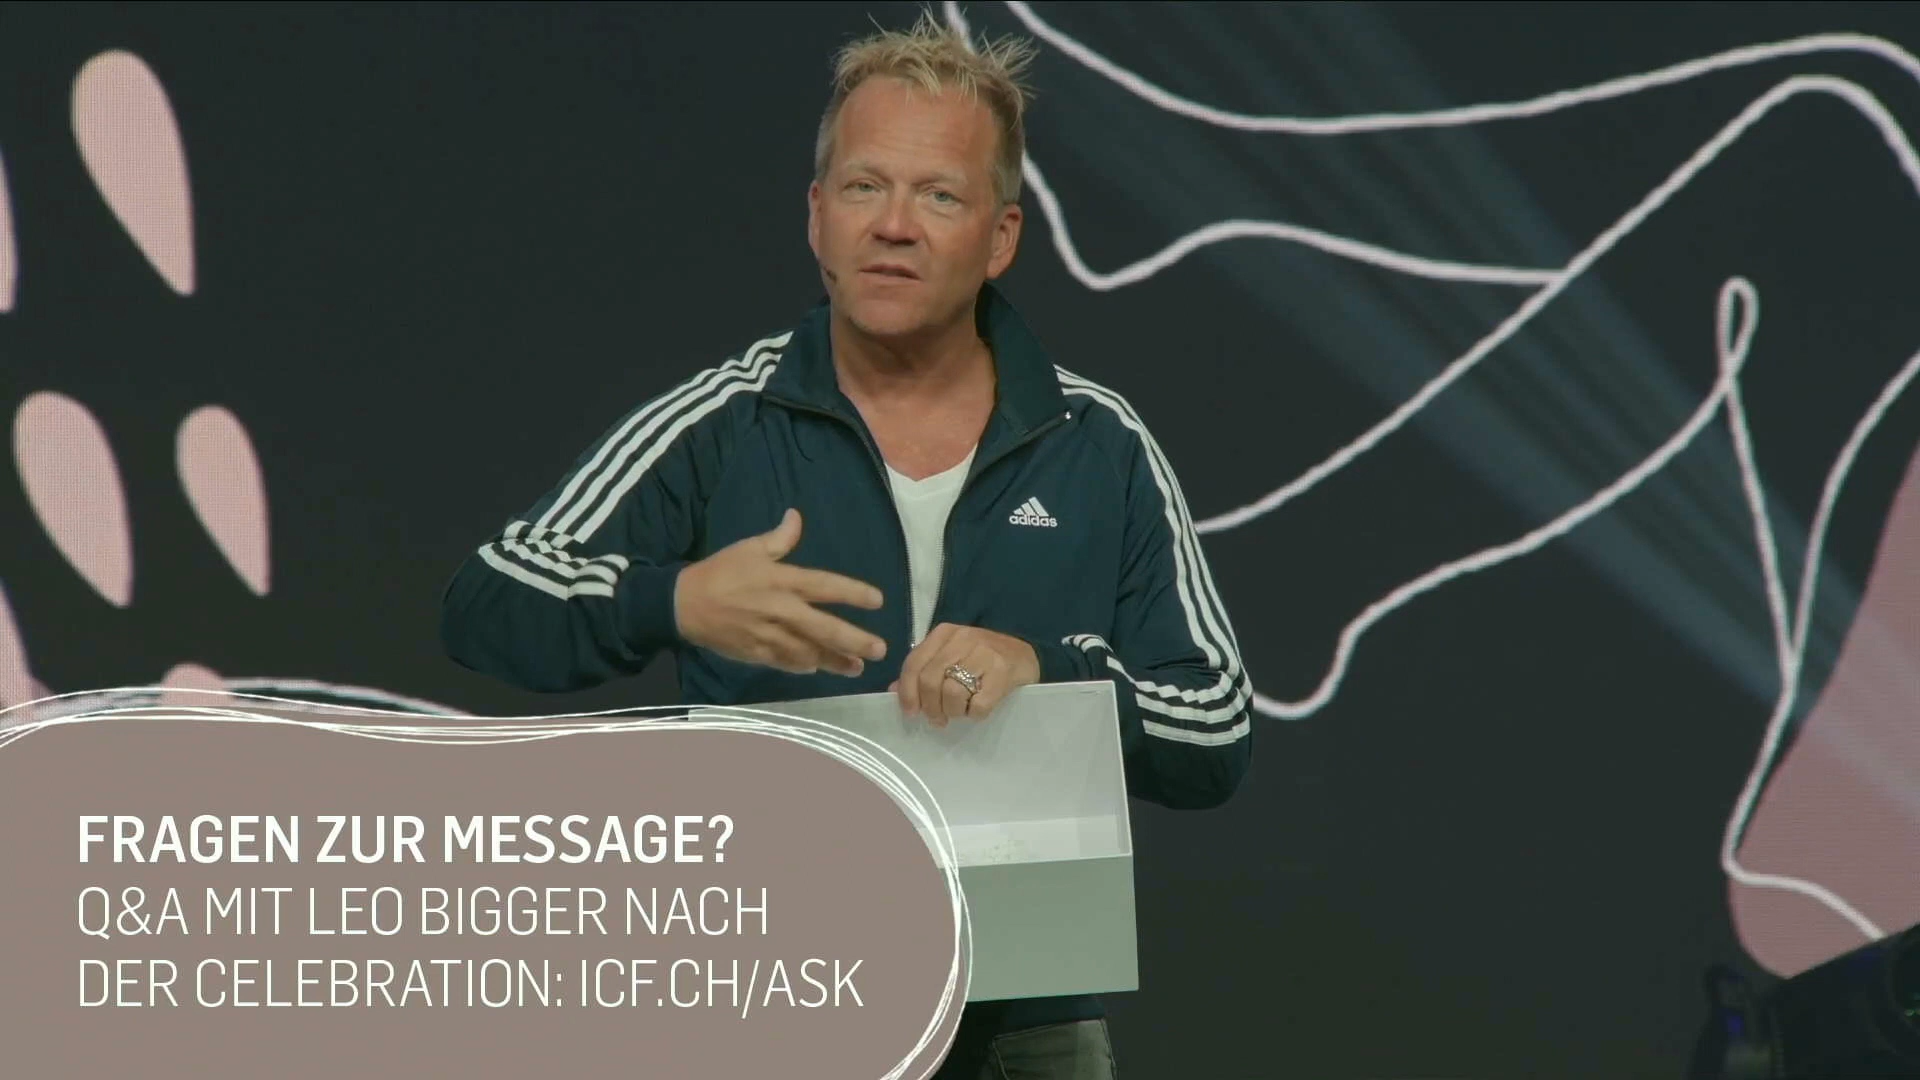 adidas
FRAGEN ZUR MESSAGE?
Q&A MIT LEO BIGGER NACH
DER CELEBRATION: ICF.CH/ASK